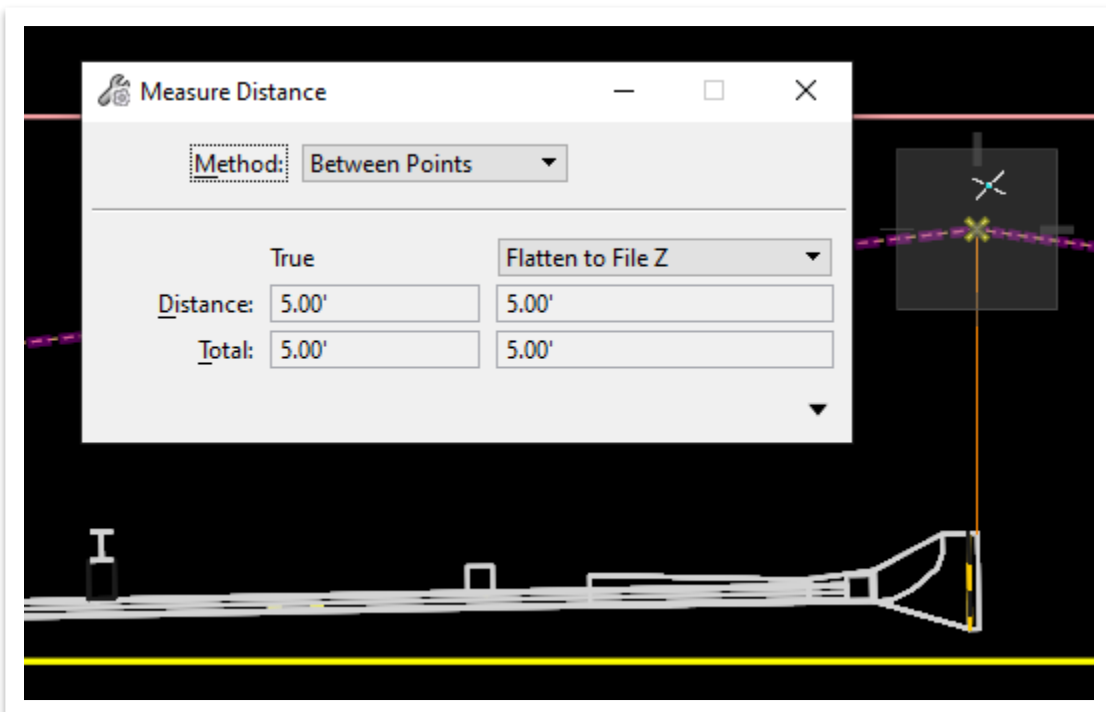 Measure Distance
Method: Between Points
True Flatten to File Z
Distance: 5.00' 5.00'
Total: 5.00' 5.00'